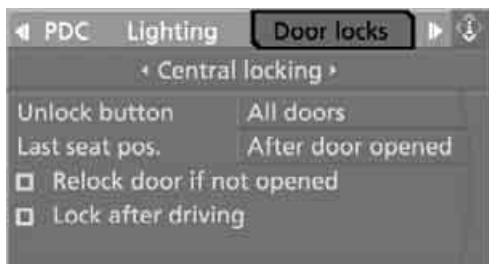 PDC Lighting Door locks i
Central locking
Unlock button All doors
Last seat pos. After door opened
Relock door if not opened
Lock after driving